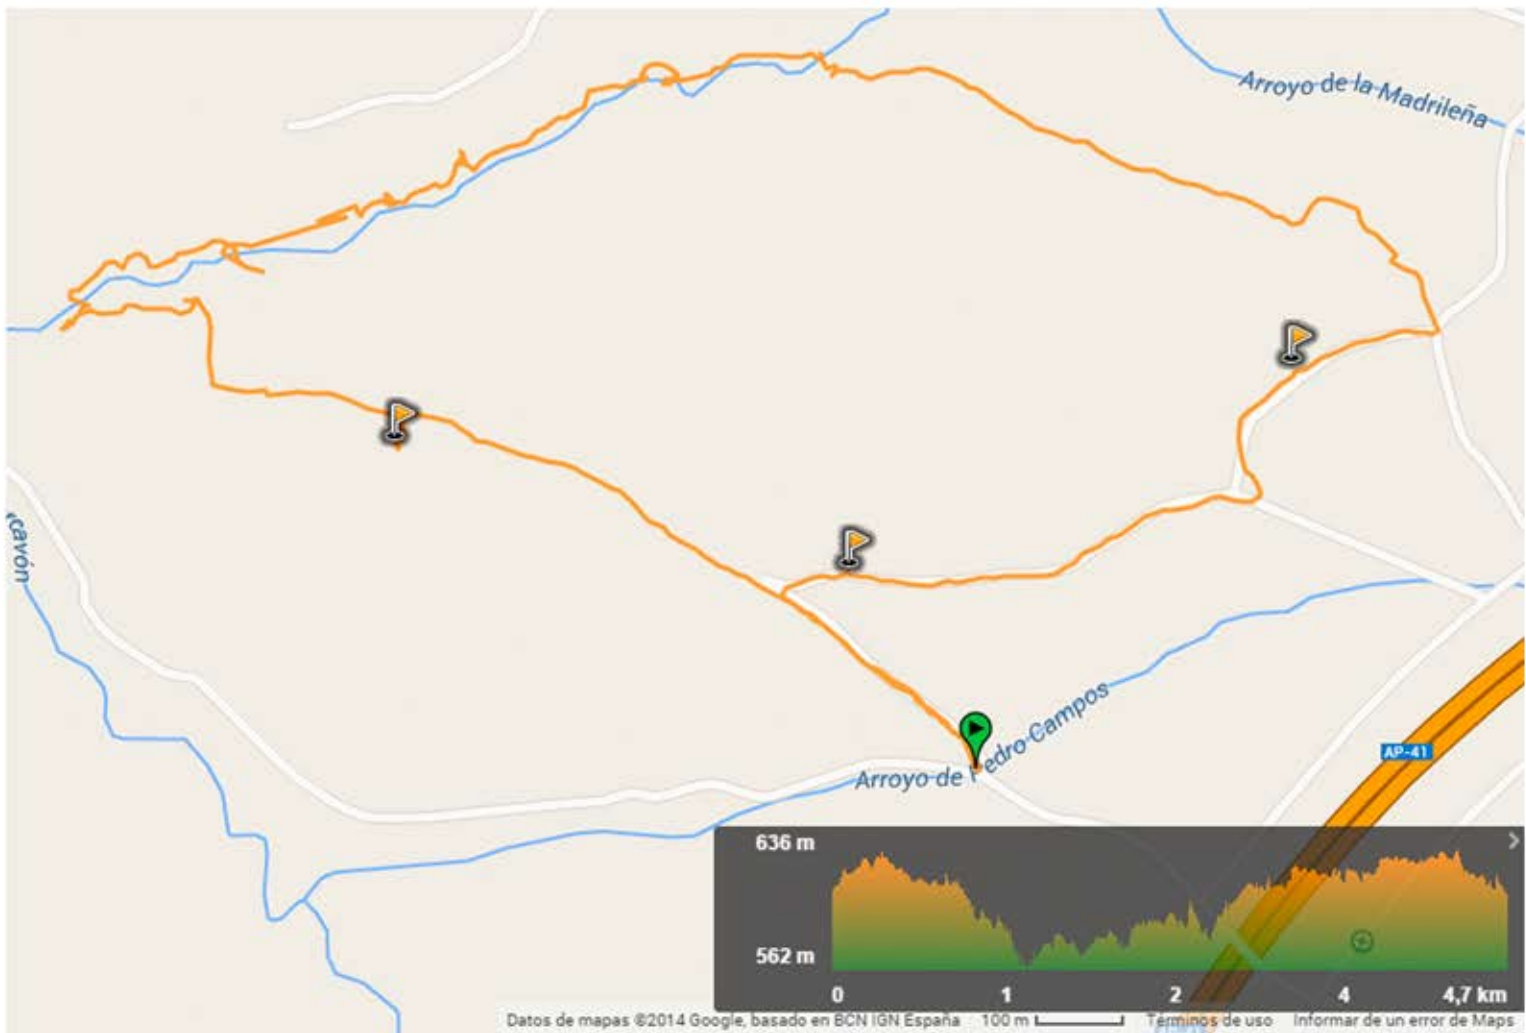 Arroyo de la Madrileña
cavón
Arroyo de Pedro Campos
AP-41
636 m
562 m
0 1 2 4 4,7 km
Datos de mapas ©2014 Google, basado en BCN IGN España 100 m Términos de uso Informar de un error de Maps